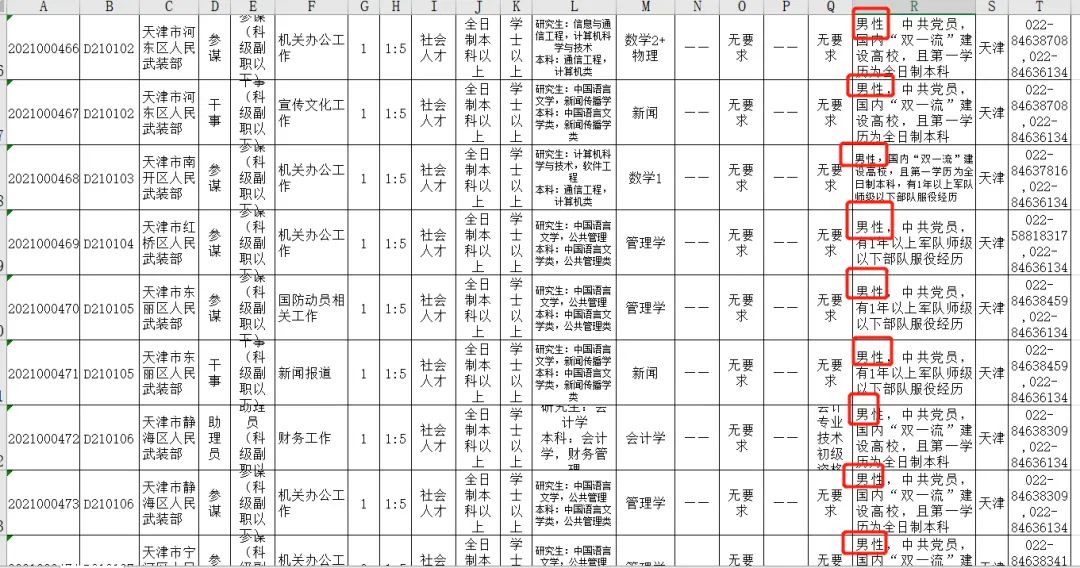 A B C D E F G H I J K L M N O P Q R S T
2021000466
D210102
天津市河
东区人民
武装部
参
谋
(科
级副
职以
机关办公工
作
1
1:5
社会
人才
全日
制本
科以
上
学
士
以
上
研究生：信息与通
信工程，计算机科
学与技术
本科：通信工程，
计算机类
数学2+
物理
——
无要
求
——
无要
求
男性，中共党员，
国内“双一流”建
设高校，且第一学
历为全日制本科
天津
022-
84638708
,022-
84636134
2021000467
D210102
天津市河
东区人民
武装部
干
事
(科
级副
职以
宣传文化工
作
1
1:5
社会
人才
全日
制本
科以
上
学
士
以
上
研究生：中国语言
文学，新闻传播学
本科：中国语言文
学类，新闻传播学
类
新闻
——
无要
求
——
无要
求
男性，中共党员，
国内“双一流”建
设高校，且第一学
历为全日制本科
天津
022-
84638708
,022-
84636134
2021000468
D210103
天津市南
开区人民
武装部
参
谋
(科
级副
职以
机关办公工
作
1
1:5
社会
人才
全日
制本
科以
上
学
士
以
上
研究生：计算机科
学与技术，软件工
程
本科：通信工程，
计算机类
数学1
——
无要
求
——
无要
求
男性，国内“双一流”建
设高校，且第一学历为全
日制本科，有1年以上军队
师级以下部队服役经历
天津
022-
84637816
,022-
84636134
2021000469
D210104
天津市红
桥区人民
武装部
参
谋
(科
级副
职以
机关办公工
作
1
1:5
社会
人才
全日
制本
科以
上
学
士
以
上
研究生：中国语言
文学，公共管理
本科：中国语言文
学类，公共管理类
管理学
——
无要
求
——
无要
求
男性，中共党员，
有1年以上军队师级
以下部队服役经历
天津
022-
58818317
,022-
84636134
2021000470
D210105
天津市东
丽区人民
武装部
参
谋
(科
级副
职以
国防动员相
关工作
1
1:5
社会
人才
全日
制本
科以
上
学
士
以
上
研究生：中国语言
文学，公共管理
本科：中国语言文
学类，公共管理类
管理学
——
无要
求
——
无要
求
男性，中共党员，
有1年以上军队师级
以下部队服役经历
天津
022-
84638459
,022-
84636134
2021000471
D210105
天津市东
丽区人民
武装部
干
事
(科
级副
职以
新闻报道
1
1:5
社会
人才
全日
制本
科以
上
学
士
以
上
研究生：中国语言
文学，新闻传播学
本科：中国语言文
学类，新闻传播学
类
新闻
——
无要
求
——
无要
求
男性，中共党员，
有1年以上军队师级
以下部队服役经历
天津
022-
84638459
,022-
84636134
2021000472
D210106
天津市静
海区人民
武装部
助
理
员
员
(科
级副
职以
财务工作
1
1:5
社会
人才
全日
制本
科以
上
学
士
以
上
研究生：会
计学
本科：会计
学，财务管
理
会计学
——
无要
求
——
会计
专业
技术
初级
资格
男性，中共党员，
国内“双一流”建
设高校，且第一学
历为全日制本科
天津
022-
84638309
,022-
84636134
2021000473
D210106
天津市静
海区人民
武装部
参
谋
(科
级副
职以
机关办公工
作
1
1:5
社会
人才
全日
制本
科以
上
学
士
以
上
研究生：中国语言
文学，公共管理
本科：中国语言文
学类，公共管理类
管理学
——
无要
求
——
无要
求
男性，中共党员，
国内“双一流”建
设高校，且第一学
历为全日制本科
天津
022-
84638309
,022-
84636134
天津市宁
参
(科
级副
机关办公工
社会
全日
制本
科以
学
士
以
研究生：中国语言
文学，公共管理
无要
无要
男性，中共党员，
国内“双一流”建
022-
84638341